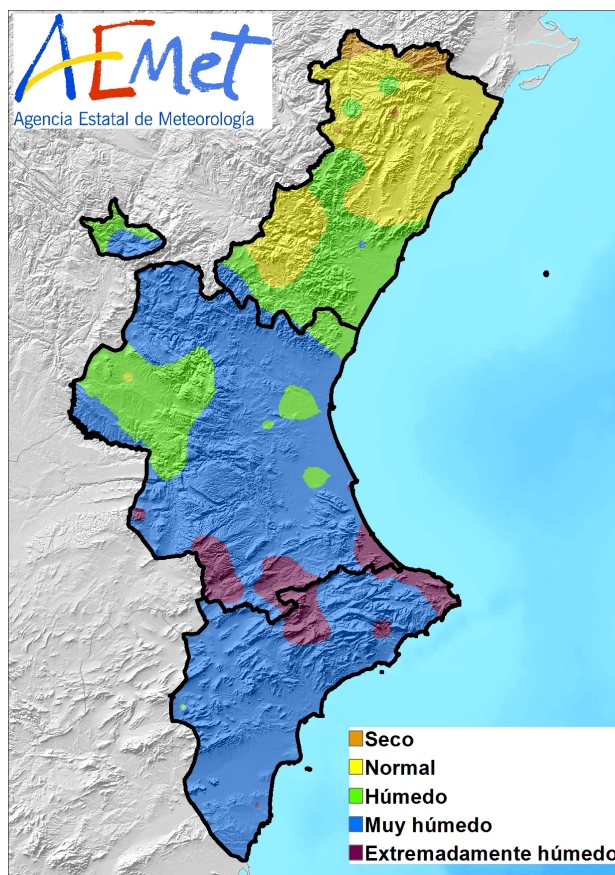 AEMet
Agencia Estatal de Meteorología
Seco
Normal
Húmedo
Muy húmedo
Extremadamente húmedo